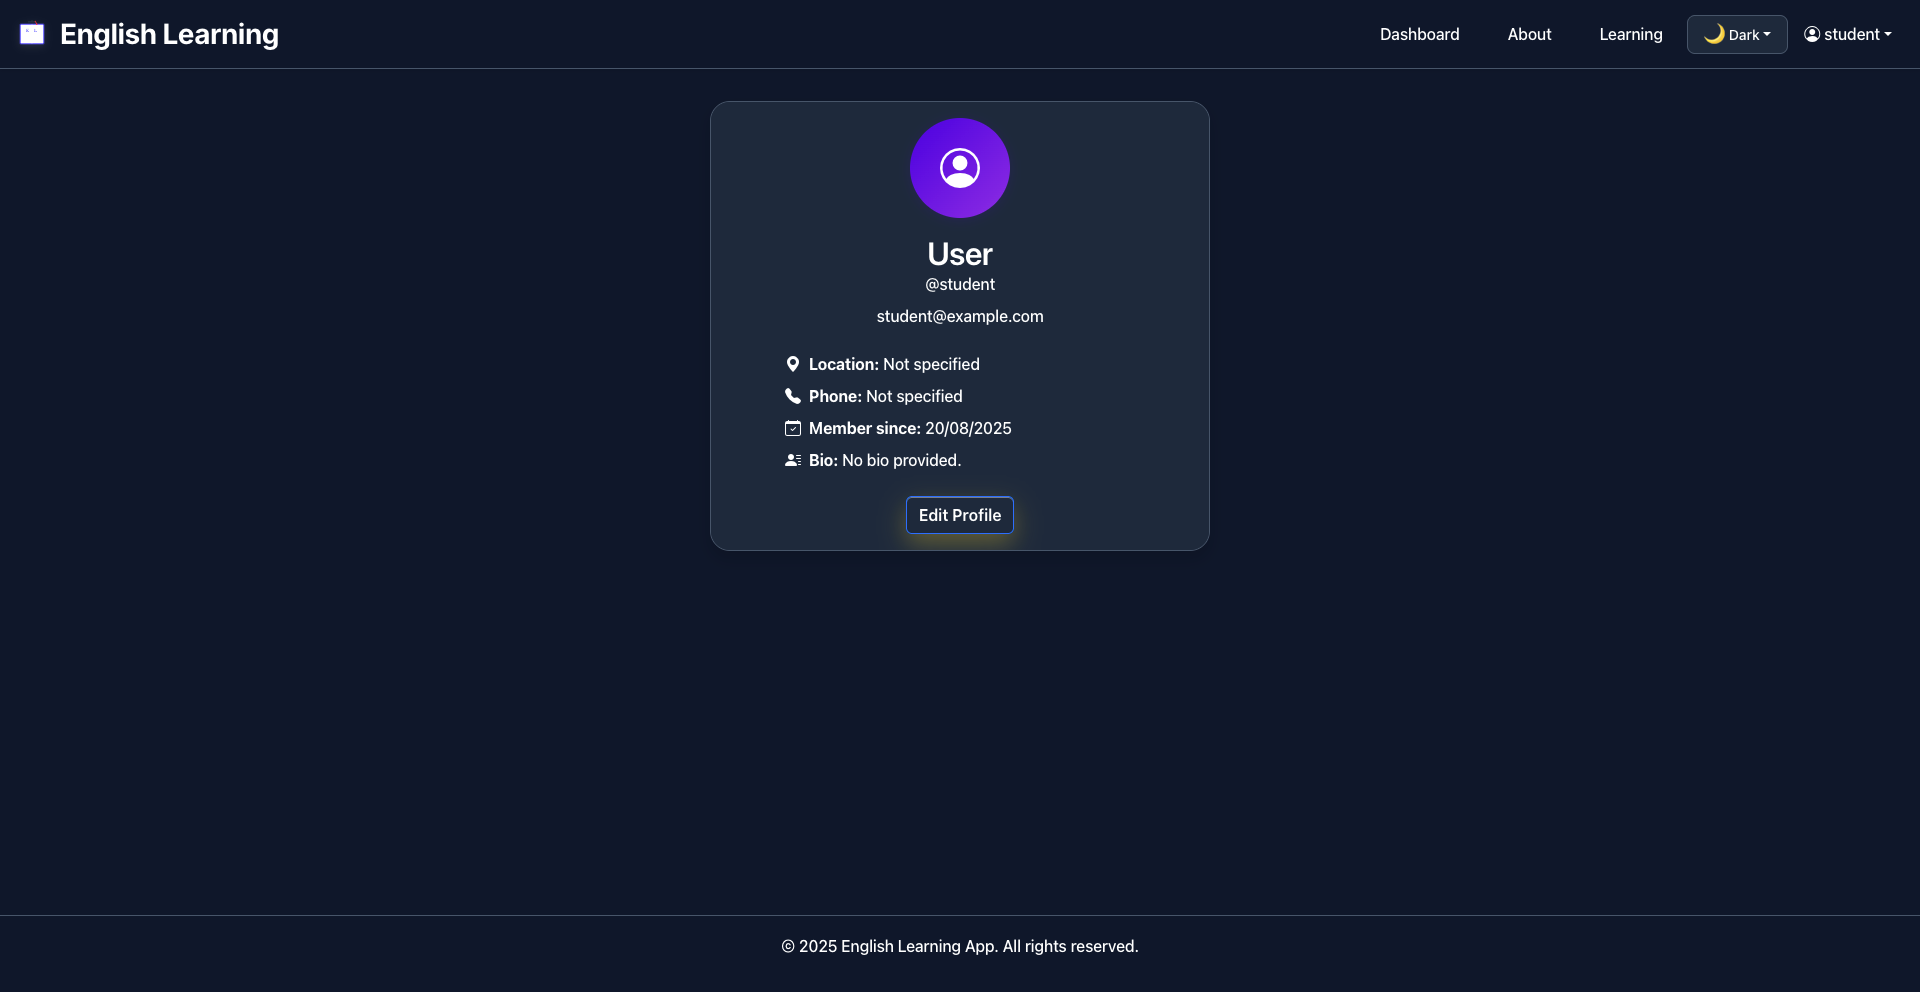 English Learning
Dashboard
About
Learning
Dark
student
User
@student
student@example.com
Location: Not specified
Phone: Not specified
Member since: 20/08/2025
Bio: No bio provided.
Edit Profile
© 2025 English Learning App. All rights reserved.